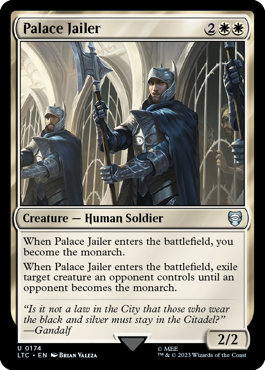 Palace Jailer 2
Creature — Human Soldier
When Palace Jailer enters the battlefield, you
become the monarch.
When Palace Jailer enters the battlefield, exile
target creature an opponent controls until an
opponent becomes the monarch.
“Is it not a law in the City that those who wear
the black and silver must stay in the Citadel?”
—Gandalf
2/2
U 0174
LTC • EN BRIAN VALEZA
© MEE
™ & © 2023 Wizards of the Coast